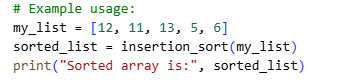 # Example usage:
my_list = [12, 11, 13, 5, 6]
sorted_list = insertion_sort(my_list)
print("Sorted array is:", sorted_list)